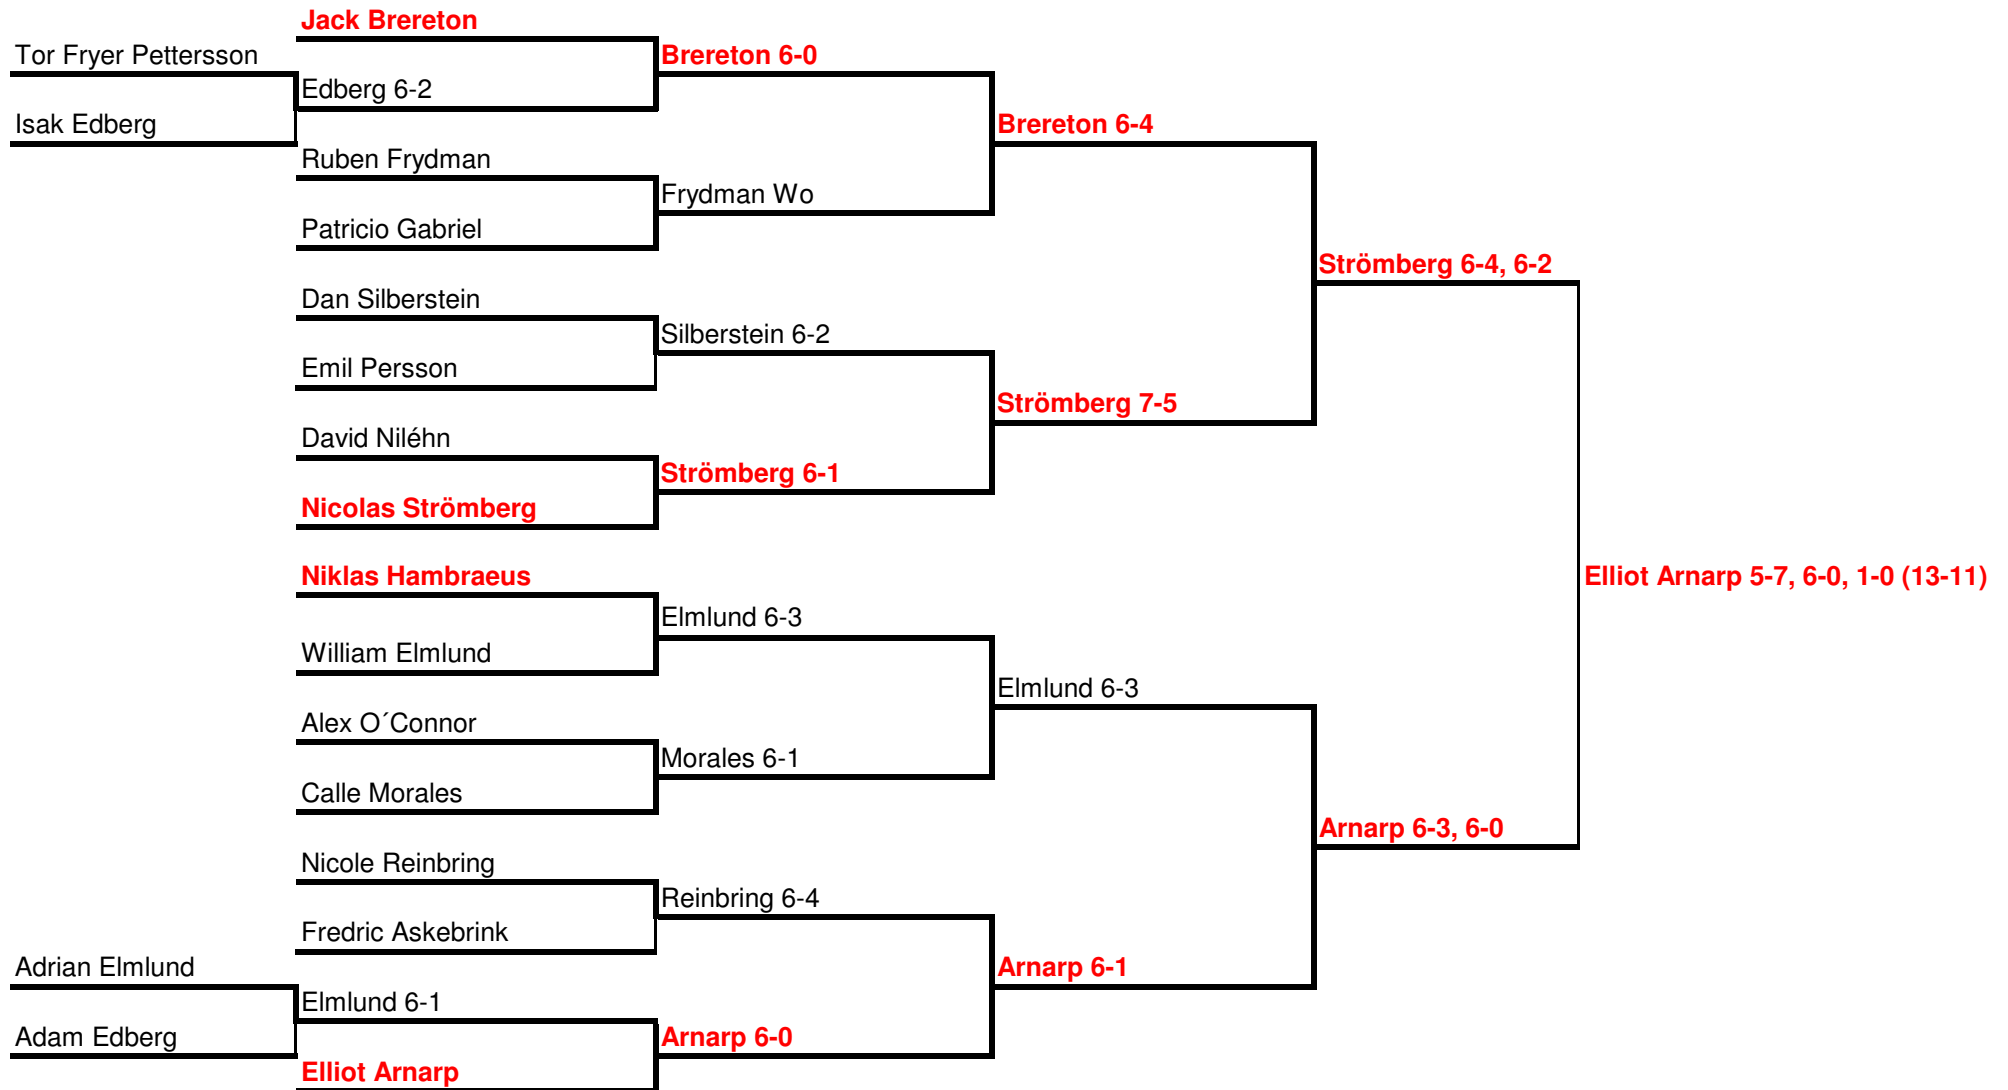 Jack Brereton
Tor Fryer Pettersson
Brereton 6-0
Edberg 6-2
Isak Edberg
Brereton 6-4
Ruben Frydman
Frydman Wo
Patricio Gabriel
Strömberg 6-4, 6-2
Dan Silberstein
Silberstein 6-2
Emil Persson
Strömberg 7-5
David Niléhn
Strömberg 6-1
Nicolas Strömberg
Niklas Hambraeus
Elliot Arnarp 5-7, 6-0, 1-0 (13-11)
Elmlund 6-3
William Elmlund
Elmlund 6-3
Alex O´Connor
Morales 6-1
Calle Morales
Arnarp 6-3, 6-0
Nicole Reinbring
Reinbring 6-4
Fredric Askebrink
Adrian Elmlund
Arnarp 6-1
Elmlund 6-1
Adam Edberg
Arnarp 6-0
Elliot Arnarp